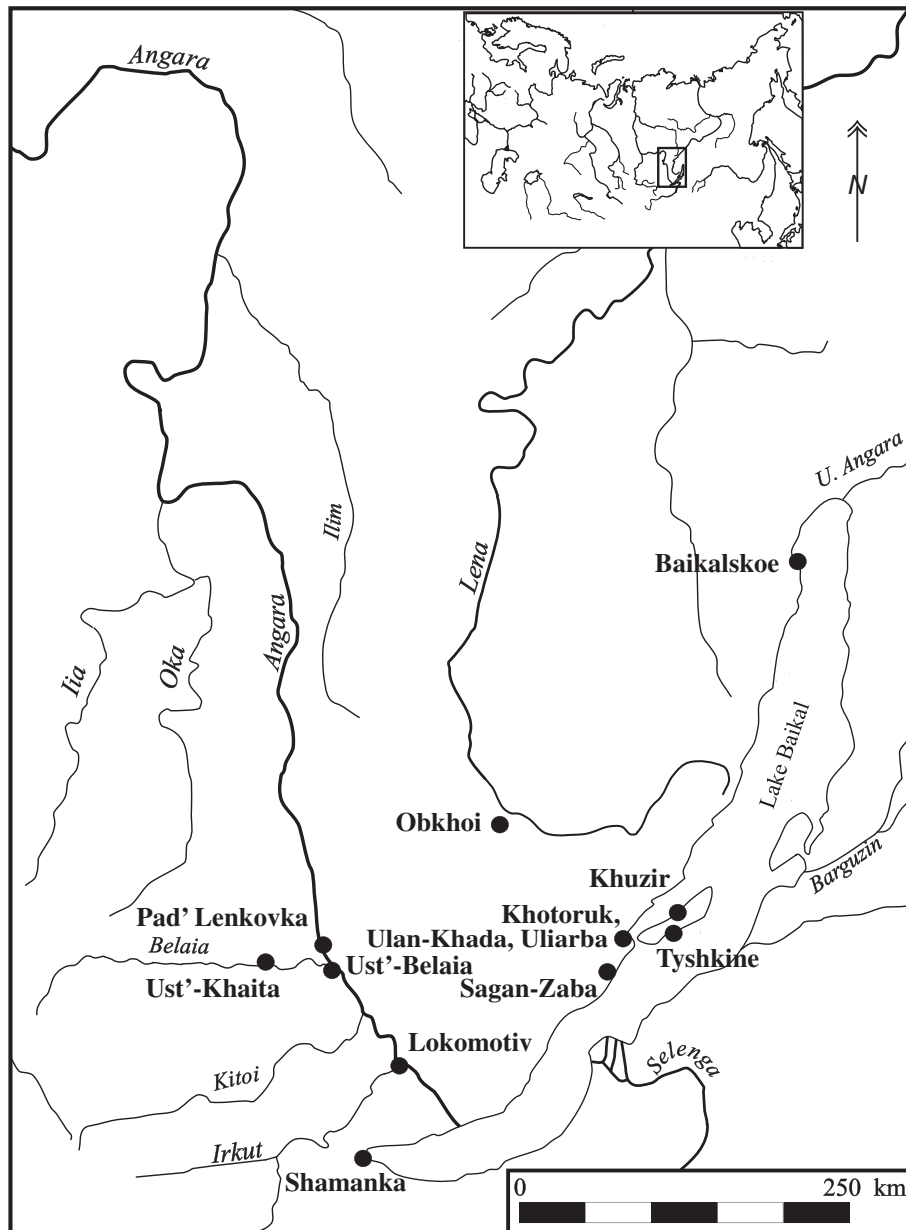 Angara
N
U. Angara
Ilim
Lena
Baikalskoe
Angara
Iia
Oka
Lake Baikal
Obkhoi
Barguzin
Khuzir
Pad' Lenkovka
Khotoruk,
Belaia
Ulan-Khada, Uliarba
Ust'-Belaia
Tyshkine
Ust'-Khaita
Sagan-Zaba
Lokomotiv
Selenga
Kitoi
Irkut
Shamanka
0 250 km